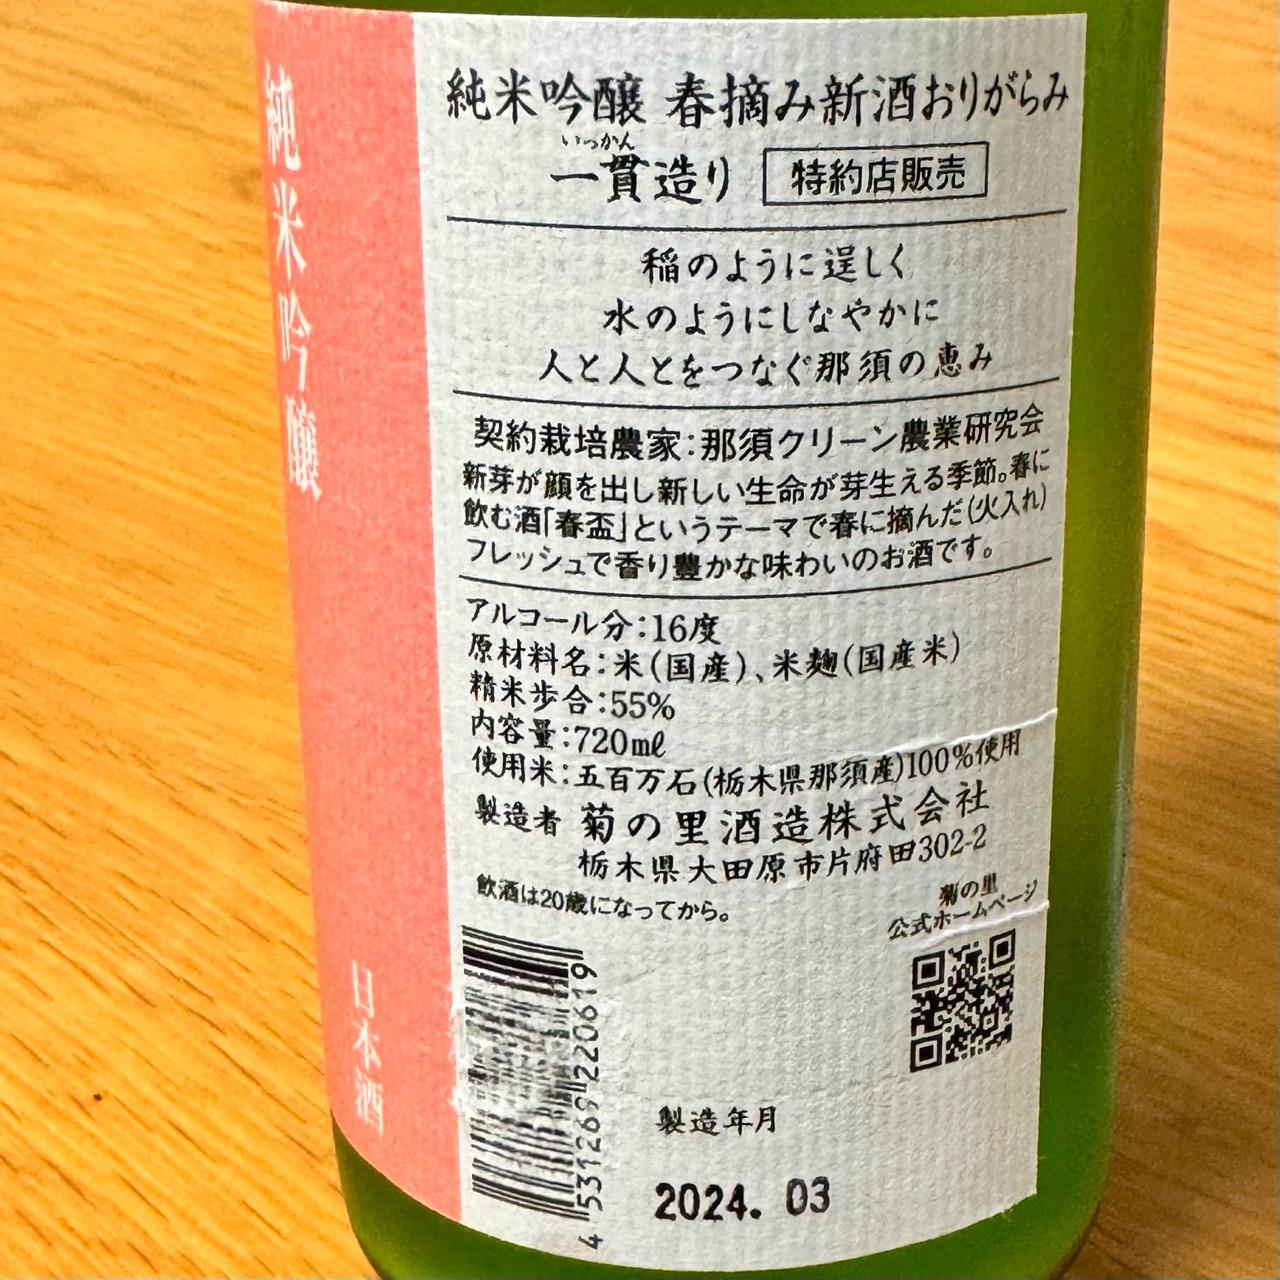 純米吟醸
日本酒
純米吟醸 春摘み新酒おりがらみ
いっかん
一貫造り 特約店販売
稲のように逞しく
水のようにしなやかに
人と人とをつなぐ那須の恵み
契約栽培農家：那須クリーン農業研究会
新芽が顔を出し新しい生命が芽生える季節。春に
飲む酒「春盃」というテーマで春に摘んだ（火入れ）
フレッシュで香り豊かな味わいのお酒です。
アルコール分：16度
原材料名：米（国産）、米麹（国産米）
精米歩合：55%
内容量：720ml
使用米：五百万石（栃木県那須産）100%使用
製造者 菊の里酒造株式会社
栃木県大田原市片府田302-2
飲酒は20歳になってから。
菊の里
公式ホームページ
4 531269 220619
製造年月
2024. 03